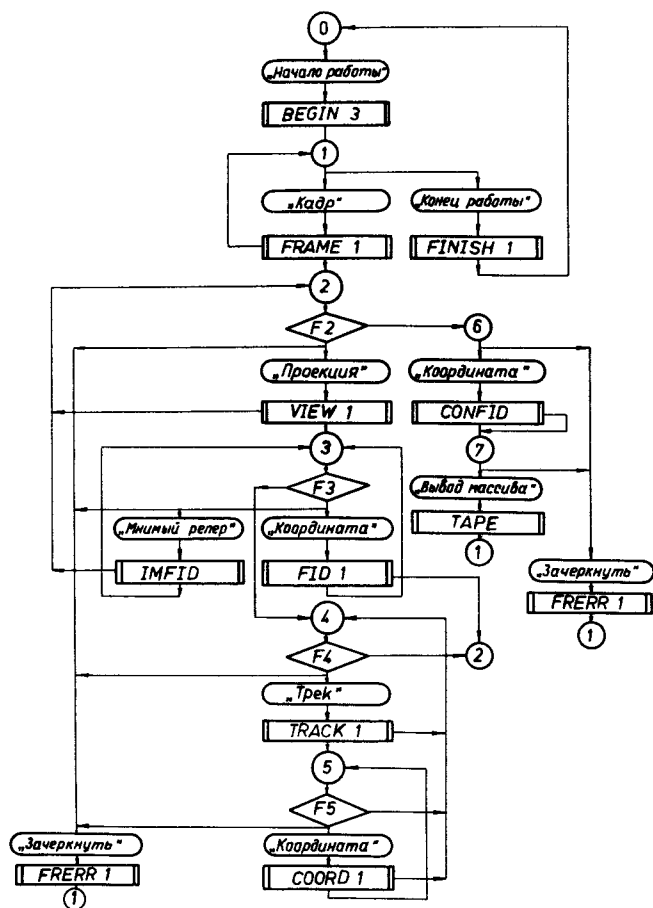 0
„Начало работы"
BEGIN 3
1
„Кадр"
„Конец работы"
FRAME 1
FINISH 1
2
F2
6
„Проекция"
„Координата"
VIEW 1
CONFID
3
7
F3
„Вывад массива"
„Мнимый репер"
„Координата"
TAPE
IMFID
FID 1
1
„Зачеркнуть"
FRERR 1
4
1
F4
2
„Трек"
TRACK 1
5
F5
„Зачеркнуть"
„Координата"
FRERR 1
COORD 1
1